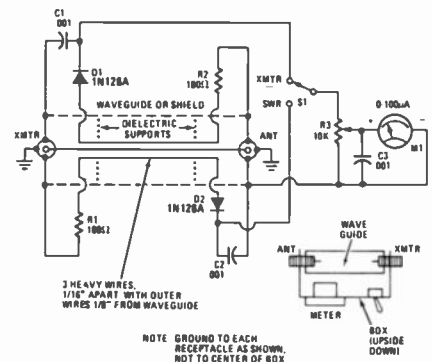 C1
.001
D1
1N128A
R2
180Ω
WAVEGUIDE OR SHIELD
DIELECTRIC
SUPPORTS
XMTR
ANT
XMTR
SWR
S1
R3
10K
+
0-100µA
−
M1
C3
.001
D2
1N128A
R1
180Ω
C2
.001
3 HEAVY WIRES,
1/16" APART WITH OUTER
WIRES 1/8" FROM WAVEGUIDE
WAVE
GUIDE
ANT
XMTR
METER
BOX
(UPSIDE
DOWN)
NOTE GROUND TO EACH
RECEPTACLE AS SHOWN,
NOT TO CENTER OF BOX